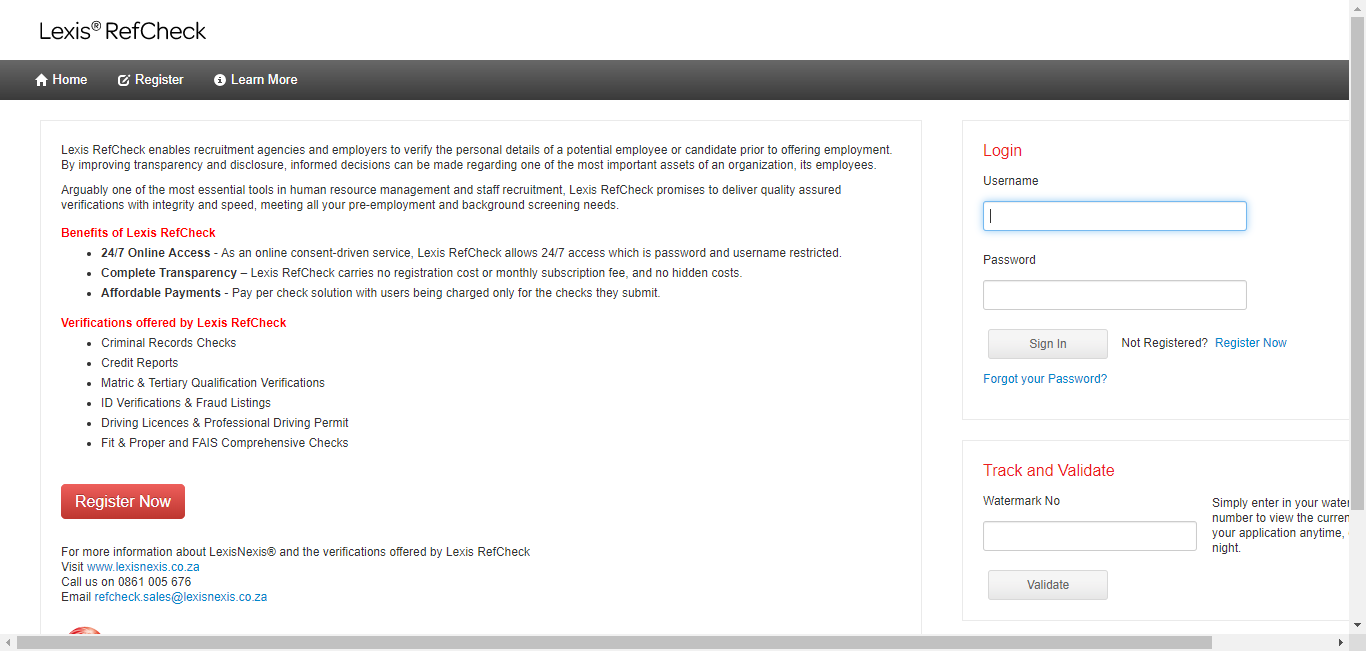 Lexis® RefCheck
Home Register Learn More
Lexis RefCheck enables recruitment agencies and employers to verify the personal details of a potential employee or candidate prior to offering employment.
By improving transparency and disclosure, informed decisions can be made regarding one of the most important assets of an organization, its employees.
Arguably one of the most essential tools in human resource management and staff recruitment, Lexis RefCheck promises to deliver quality assured
verifications with integrity and speed, meeting all your pre-employment and background screening needs.
Benefits of Lexis RefCheck
• 24/7 Online Access - As an online consent-driven service, Lexis RefCheck allows 24/7 access which is password and username restricted.
• Complete Transparency – Lexis RefCheck carries no registration cost or monthly subscription fee, and no hidden costs.
• Affordable Payments - Pay per check solution with users being charged only for the checks they submit.
Verifications offered by Lexis RefCheck
• Criminal Records Checks
• Credit Reports
• Matric & Tertiary Qualification Verifications
• ID Verifications & Fraud Listings
• Driving Licences & Professional Driving Permit
• Fit & Proper and FAIS Comprehensive Checks
Register Now
For more information about LexisNexis® and the verifications offered by Lexis RefCheck
Visit www.lexisnexis.co.za
Call us on 0861 005 676
Email refcheck.sales@lexisnexis.co.za
Login
Username
Password
Sign In Not Registered? Register Now
Forgot your Password?
Track and Validate
Watermark No
Simply enter in your
number to view the
your application anytime,
night.
Validate